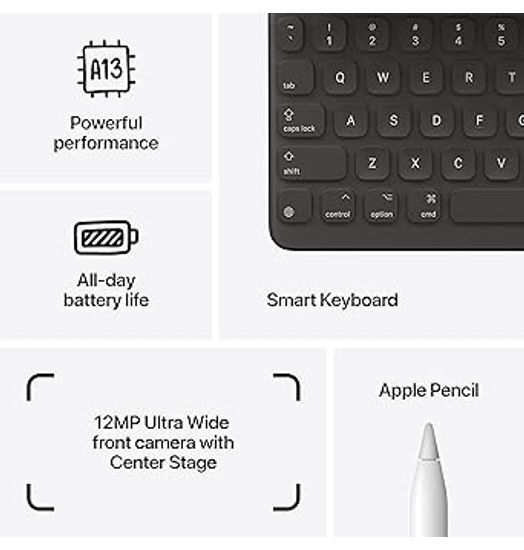 A13
Powerful
performance
All-day
battery life
~ ! @ # $ %
` 1 2 3 4 5
tab Q W E R T
caps lock A S D F G
shift Z X C V
control option cmd
Smart Keyboard
12MP Ultra Wide
front camera with
Center Stage
Apple Pencil